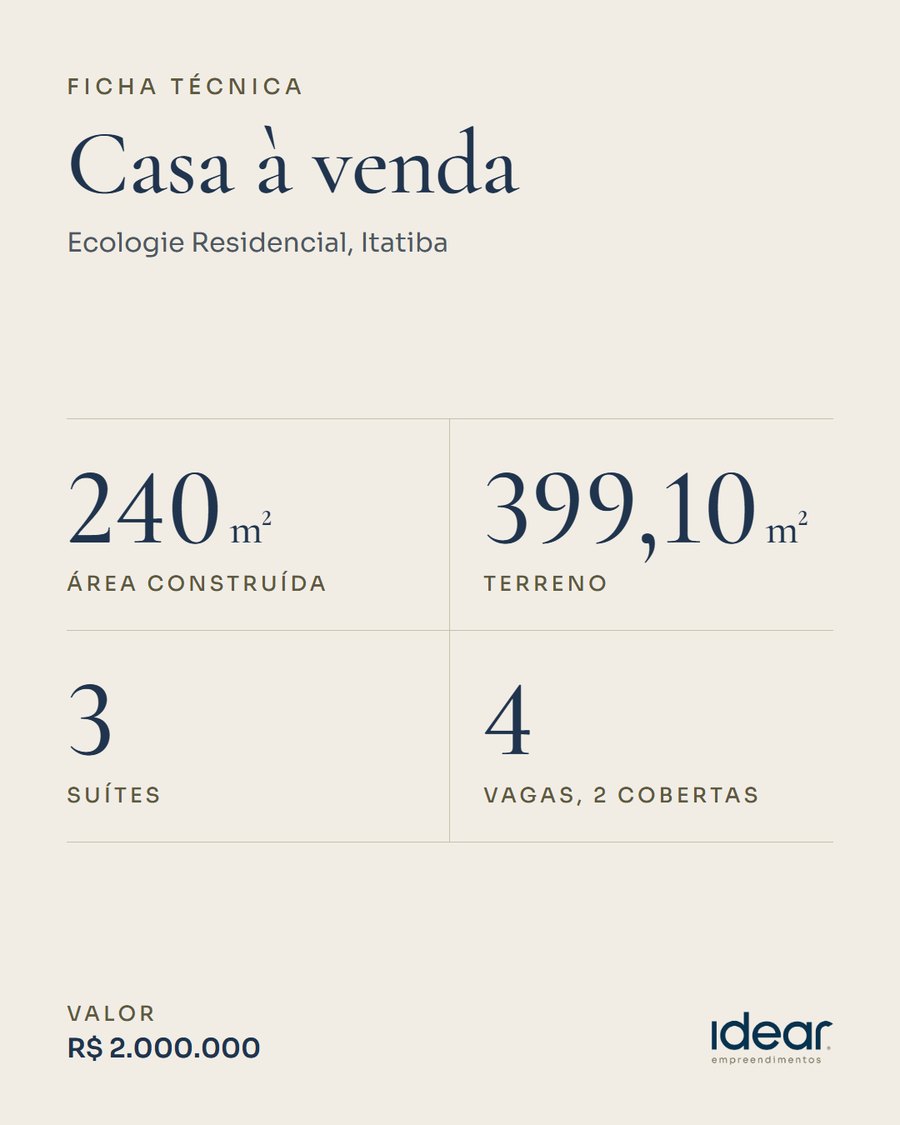 FICHA TÉCNICA
Casa à venda
Ecologie Residencial, Itatiba
240 m²
ÁREA CONSTRUÍDA
399,10 m²
TERRENO
3
SUÍTES
4
VAGAS, 2 COBERTAS
VALOR
R$ 2.000.000
idear
empreendimentos